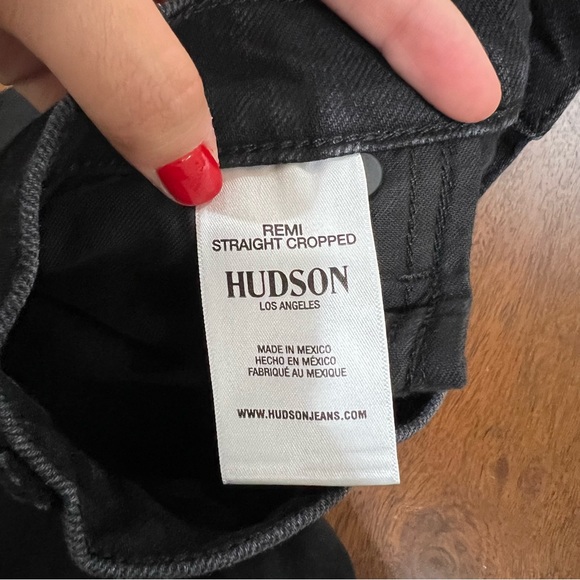 REMI
STRAIGHT CROPPED
HUDSON
LOS ANGELES
MADE IN MEXICO
HECHO EN MÉXICO
FABRIQUÉ AU MEXIQUE
WWW.HUDSONJEANS.COM